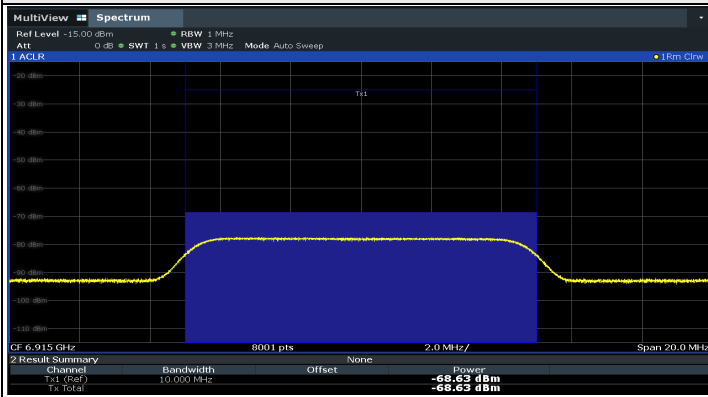 MultiView Spectrum
Ref Level -15.00 dBm RBW 1 MHz
Att 0 dB SWT 1 s VBW 3 MHz Mode Auto Sweep
1 ACLR 1Rm Clrw
-20 dBm
Tx1
-30 dBm
-40 dBm
-50 dBm
-60 dBm
-70 dBm
-80 dBm
-90 dBm
-100 dBm
-110 dBm
CF 6.915 GHz 8001 pts 2.0 MHz/ Span 20.0 MHz
2 Result Summary None
Channel Bandwidth Offset Power
Tx1 (Ref) 10.000 MHz -68.63 dBm
Tx Total -68.63 dBm